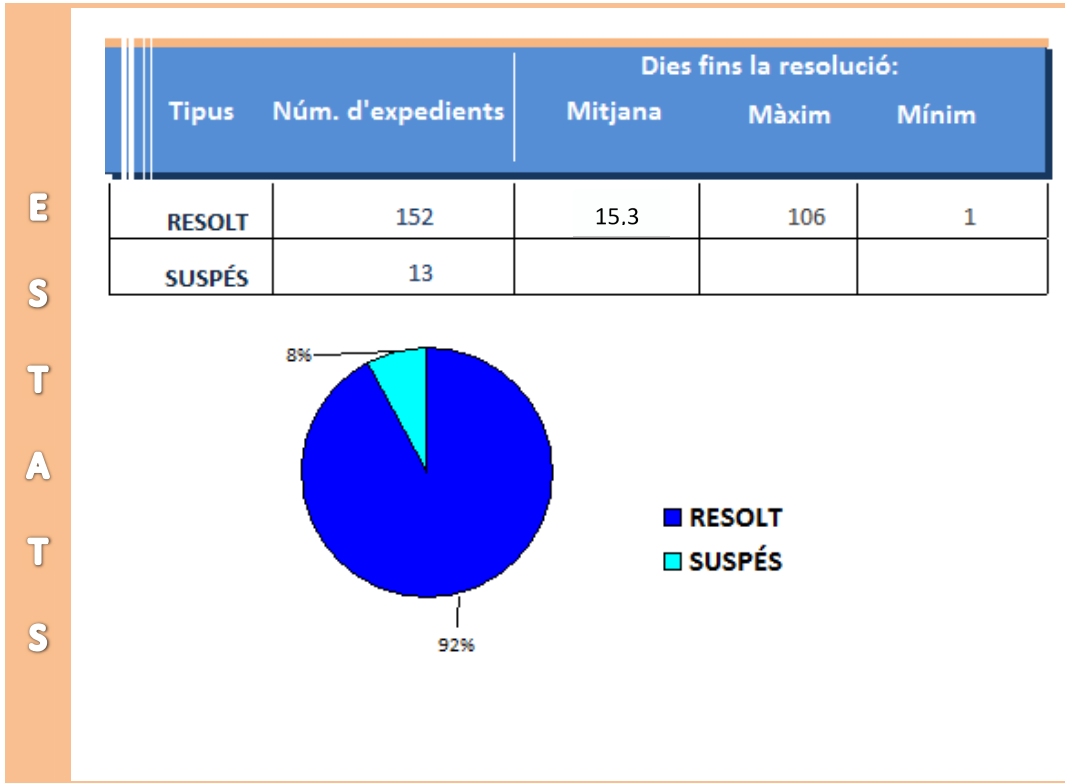 ESTATS
Dies fins la resolució:
Tipus Núm. d'expedients Mitjana Màxim Mínim
RESOLT 152 15.3 106 1
SUSPÉS 13
8%
RESOLT
SUSPÉS
92%